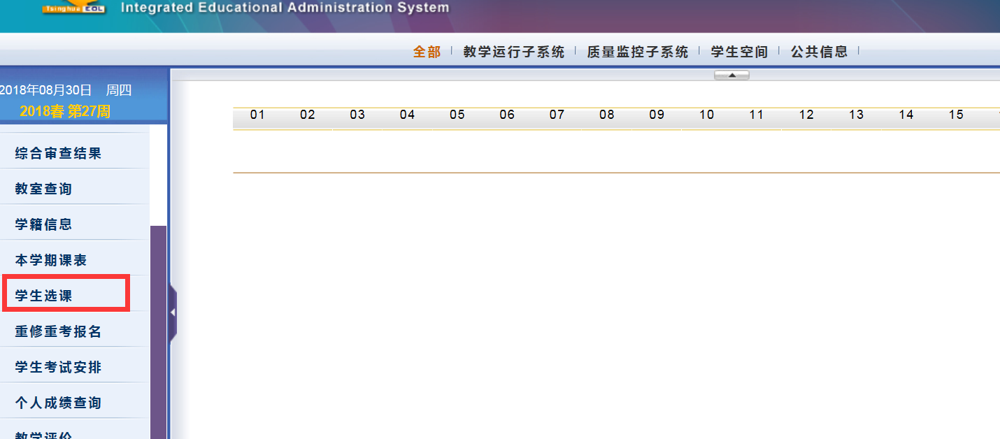 Tsinghua EOL Integrated Educational Administration System
全部 教学运行子系统 质量监控子系统 学生空间 公共信息
2018年08月30日 周四
2018春 第27周
01 02 03 04 05 06 07 08 09 10 11 12 13 14 15
综合审查结果
教室查询
学籍信息
本学期课表
学生选课
重修重考报名
学生考试安排
个人成绩查询
教学评价